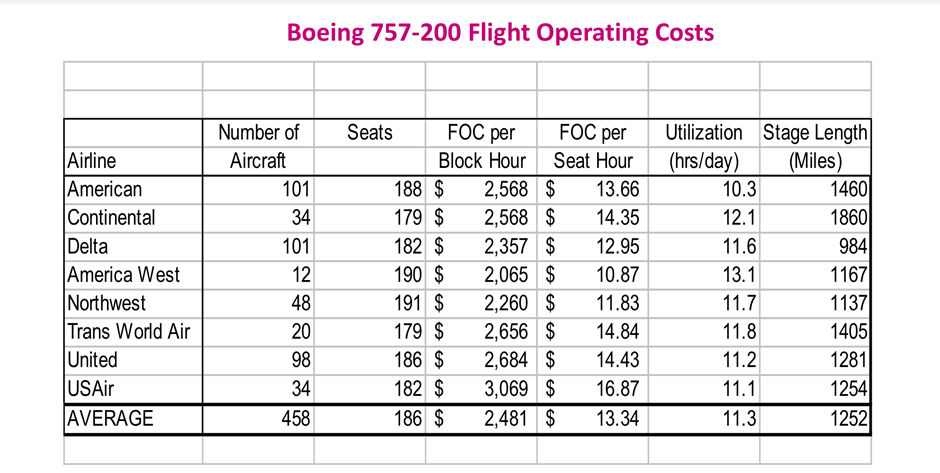 Boeing 757-200 Flight Operating Costs
Number of Seats FOC per FOC per Utilization Stage Length
Airline Aircraft Block Hour Seat Hour (hrs/day) (Miles)
American 101 188 $ 2,568 $ 13.66 10.3 1460
Continental 34 179 $ 2,568 $ 14.35 12.1 1860
Delta 101 182 $ 2,357 $ 12.95 11.6 984
America West 12 190 $ 2,065 $ 10.87 13.1 1167
Northwest 48 191 $ 2,260 $ 11.83 11.7 1137
Trans World Air 20 179 $ 2,656 $ 14.84 11.8 1405
United 98 186 $ 2,684 $ 14.43 11.2 1281
USAir 34 182 $ 3,069 $ 16.87 11.1 1254
AVERAGE 458 186 $ 2,481 $ 13.34 11.3 1252